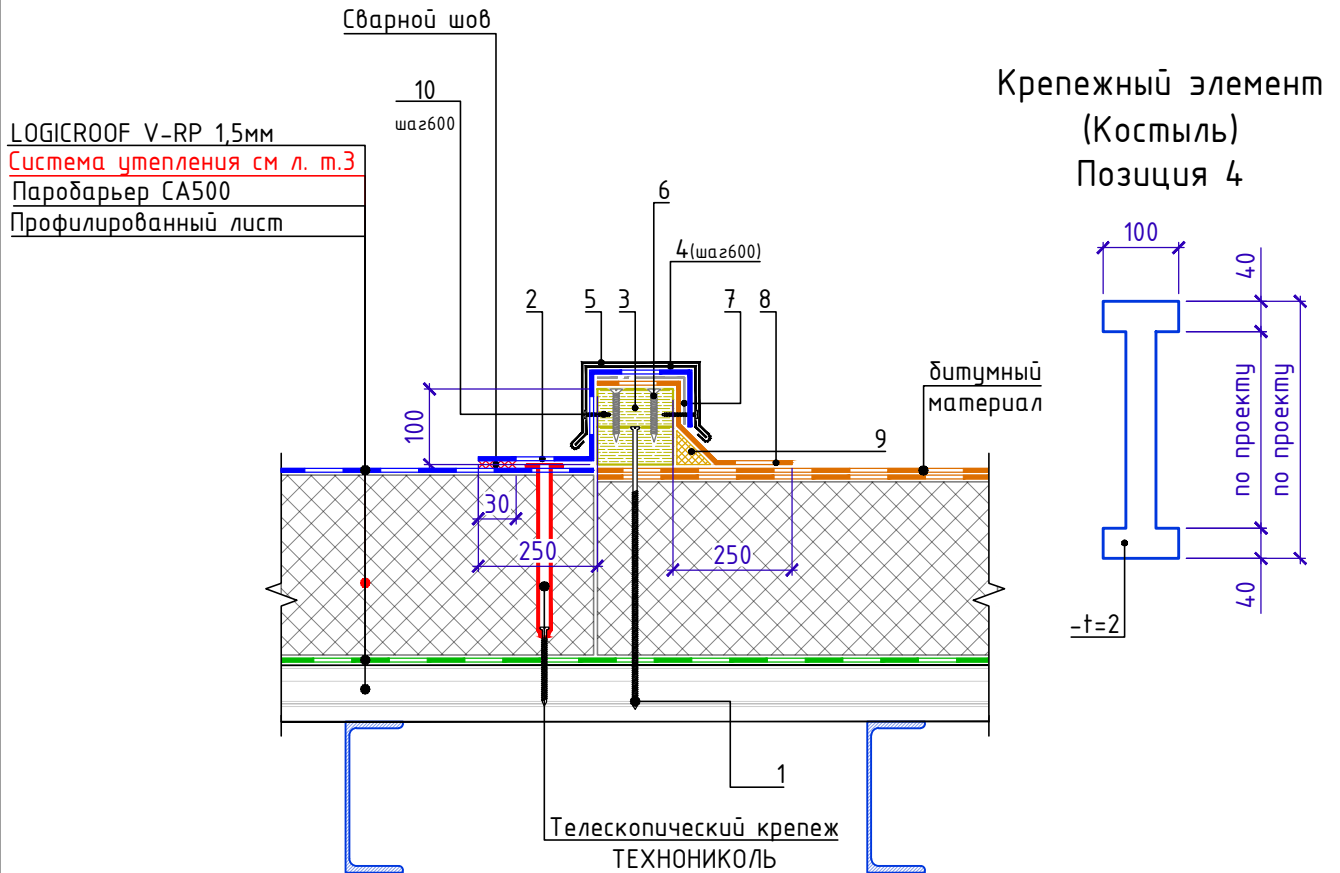 Сварной шов
10
шаг600
LOGICROOF V-RP 1,5мм
Система утепления см л. т.3
Паробарьер СА500
Профилированный лист
Крепежный элемент
(Костыль)
Позиция 4
6
4(шаг600)
2
5
3
7
8
битумный
материал
9
100
30
250
250
1
Телескопический крепеж
ТЕХНОНИКОЛЬ
100
40
по проекту
по проекту
40
-t=2